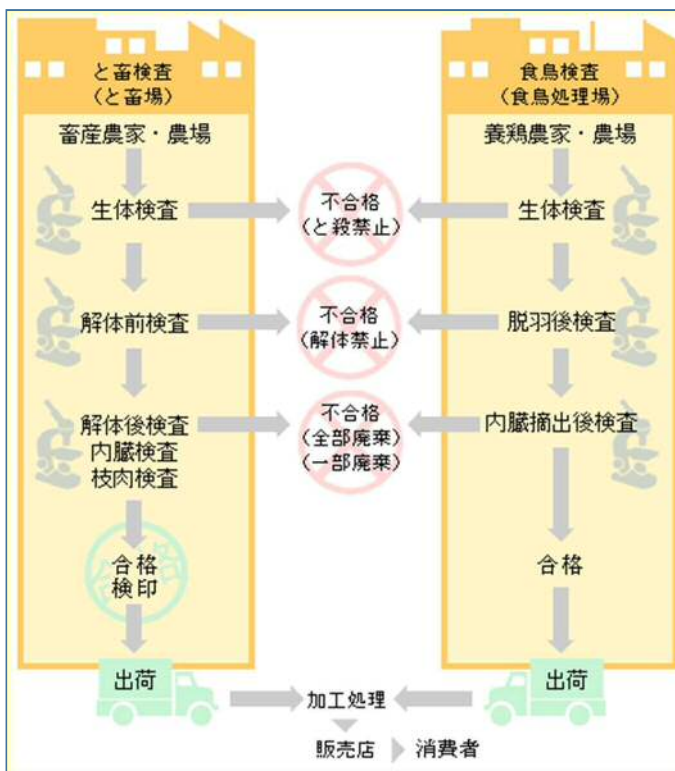 と畜検査
（と畜場）
畜産農家・農場
生体検査
解体前検査
解体後検査
内臓検査
枝肉検査
合格
検印
出荷
不合格
（と殺禁止）
不合格
（解体禁止）
不合格
（全部廃棄）
（一部廃棄）
食鳥検査
（食鳥処理場）
養鶏農家・農場
生体検査
脱羽後検査
内臓摘出後検査
合格
出荷
加工処理
販売店
消費者